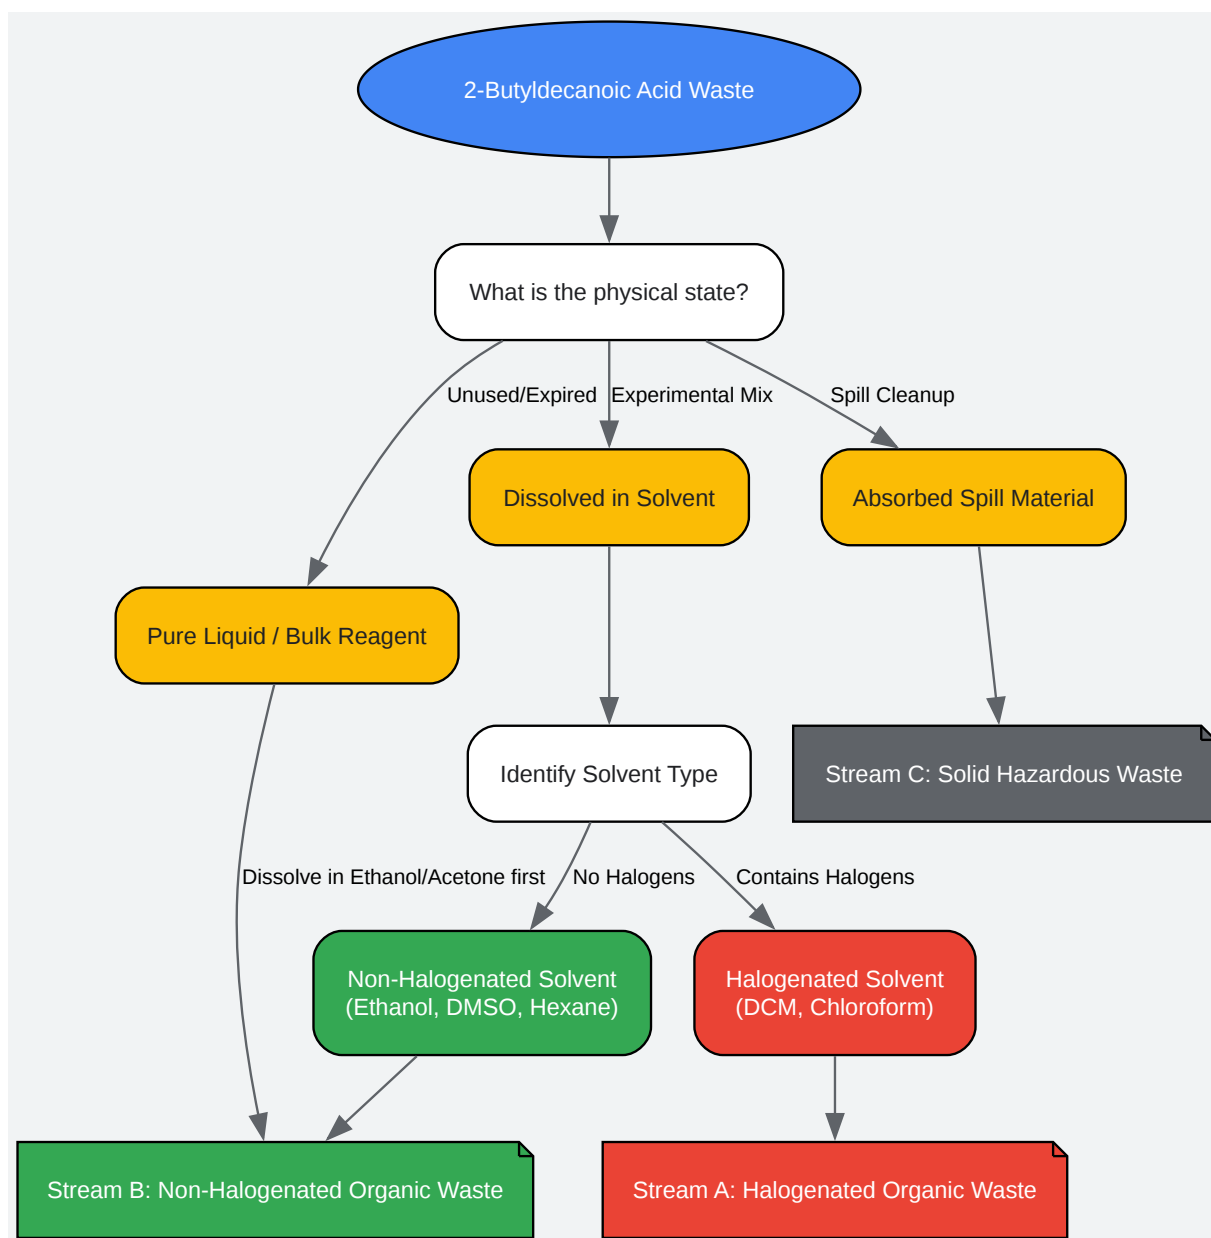 2-Butyldecanoic Acid Waste
What is the physical state?
Unused/Expired
Experimental Mix
Spill Cleanup
Dissolved in Solvent
Absorbed Spill Material
Pure Liquid / Bulk Reagent
Identify Solvent Type
Stream C: Solid Hazardous Waste
Dissolve in Ethanol/Acetone first
No Halogens
Contains Halogens
Non-Halogenated Solvent
(Ethanol, DMSO, Hexane)
Halogenated Solvent
(DCM, Chloroform)
Stream B: Non-Halogenated Organic Waste
Stream A: Halogenated Organic Waste